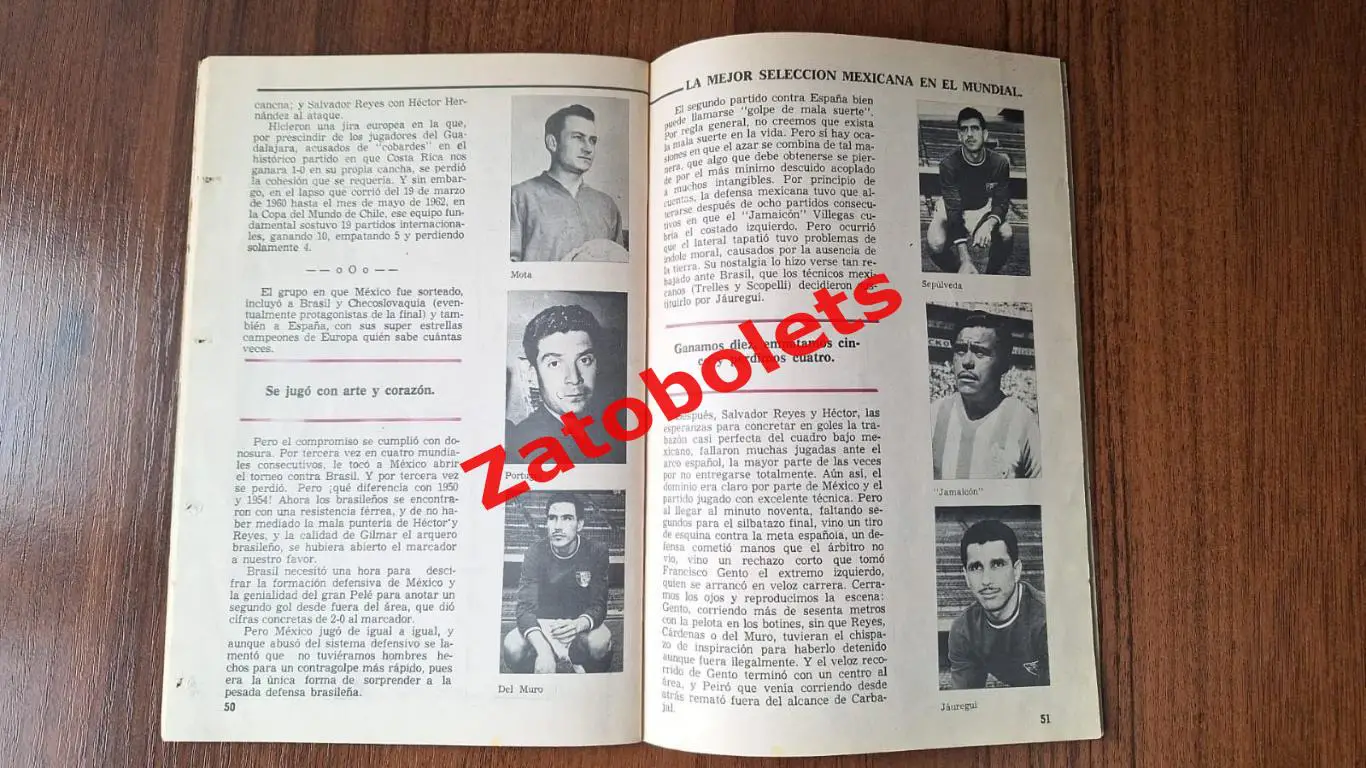 cancha; y Salvador Reyes con Héctor Her-
nández al ataque.
Hicieron una jira europea en la que,
por prescindir de los jugadores del Gua-
dalajara, acusados de "cobardes" en el
histórico partido en que Costa Rica nos
ganara 1-0 en su propia cancha, se perdió
la cohesión que se requería. Y sin embar-
go, en el lapso que corrió del 19 de marzo
de 1960 hasta el mes de mayo de 1962, en
la Copa del Mundo de Chile, ese equipo fun-
damental sostuvo 19 partidos internaciona-
les, ganando 10, empatando 5 y perdiendo
solamente 4.
——oOo——
El grupo en que México fue sorteado,
incluyó a Brasil y Checoslovaquia (even-
tualmente protagonistas de la final) y tam-
bién a España, con sus super estrellas
campeones de Europa quién sabe cuántas
veces.
Se jugó con arte y corazón.
Pero el compromiso se cumplió con do-
nosura. Por tercera vez en cuatro mundia-
les consecutivos, le tocó a México abrir
el torneo contra Brasil. Y por tercera vez
se perdió. Pero ¡qué diferencia con 1950
y 1954! Ahora los brasileños se encontra-
ron con una resistencia férrea, y de no ha-
ber mediado la mala puntería de Héctor y
Reyes, y la calidad de Gilmar el arquero
brasileño, se hubiera abierto el marcador
a nuestro favor.
Brasil necesitó una hora para desci-
frar la formación defensiva de México y
la genialidad del gran Pelé para anotar un
segundo gol desde fuera del área, que dió
cifras concretas de 2-0 al marcador.
Pero México jugó de igual a igual, y
aunque abusó del sistema defensivo se la-
mentó que no tuviéramos hombres he-
chos para un contragolpe más rápido, pues
era la única forma de sorprender a la
pesada defensa brasileña.
50
Mota
Portug
Del Muro
LA MEJOR SELECCION MEXICANA EN EL MUNDIAL.
El segundo partido contra España bien
puede llamarse "golpe de mala suerte".
Por regla general, no creemos que exista
la mala suerte en la vida. Pero sí hay oca-
siones en que el azar se combina de tal ma-
nera, que algo que debe obtenerse se pier-
de por el más mínimo descuido acoplado
a muchos intangibles. Por principio de
cuentas, la defensa mexicana tuvo que al-
terarse después de ocho partidos consecu-
tivos en que el "Jamaicón" Villegas cu-
bría el costado izquierdo. Pero ocurrió
que el lateral tapatío tuvo problemas de
índole moral, causados por la ausencia de
la tierra. Su nostalgia lo hizo verse tan re-
bajado ante Brasil, que los técnicos mexi-
canos (Trelles y Scopelli) decidieron sus-
tituirlo por Jáuregui.
Ganamos diez, empatamos cin-
co y perdimos cuatro.
Después, Salvador Reyes y Héctor, las
esperanzas para concretar en goles la tra-
bazón casi perfecta del cuadro bajo me-
xicano, fallaron muchas jugadas ante el
arco español, la mayor parte de las veces
por no entregarse totalmente. Aún así, el
dominio era claro por parte de México y el
partido jugado con excelente técnica. Pero
al llegar al minuto noventa, faltando se-
gundos para el silbatazo final, vino un tiro
de esquina contra la meta española, un de-
fensa cometió manos que el árbitro no
vio, vino un rechazo corto que tomó
Francisco Gento el extremo izquierdo,
quien se arrancó en veloz carrera. Cerra-
mos los ojos y reproducimos la escena:
Gento, corriendo más de sesenta metros
con la pelota en los botines, sin que Reyes,
Cárdenas o del Muro, tuvieran el chispa-
zo de inspiración para haberlo detenido
aunque fuera ilegalmente. Y el veloz reco-
rrido de Gento terminó con un centro al
área, y Peiró que venía corriendo desde
atrás remató fuera del alcance de Carba-
jal.
Sepúlveda
"Jamaicón"
Jáuregui
51
Zatobolets